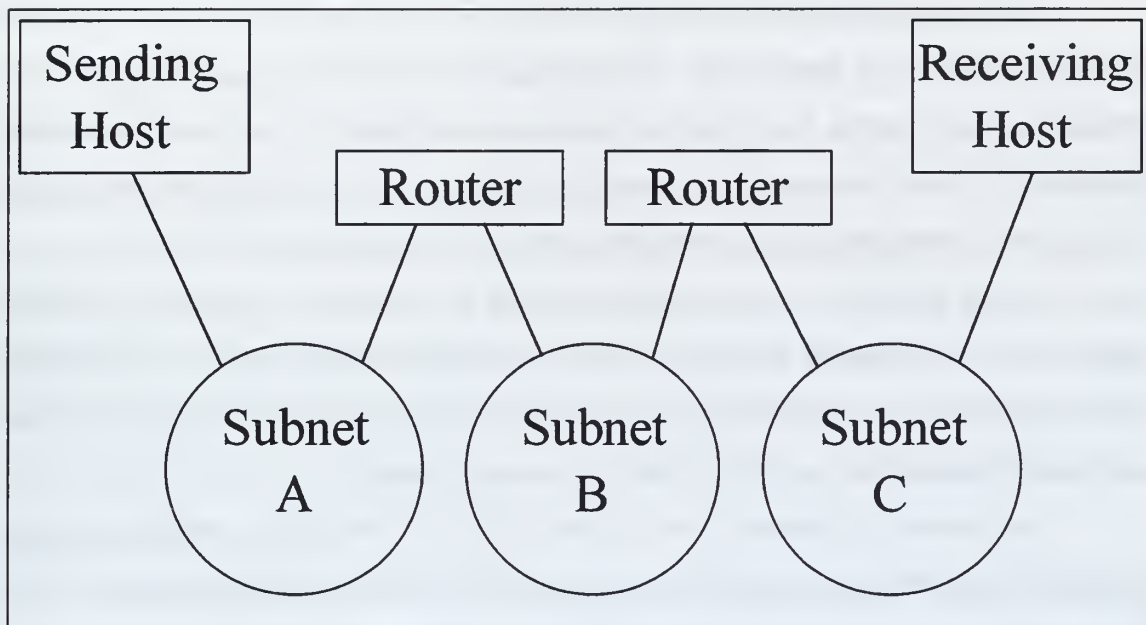 Sending
Host
Receiving
Host
Router
Router
Subnet
A
Subnet
B
Subnet
C